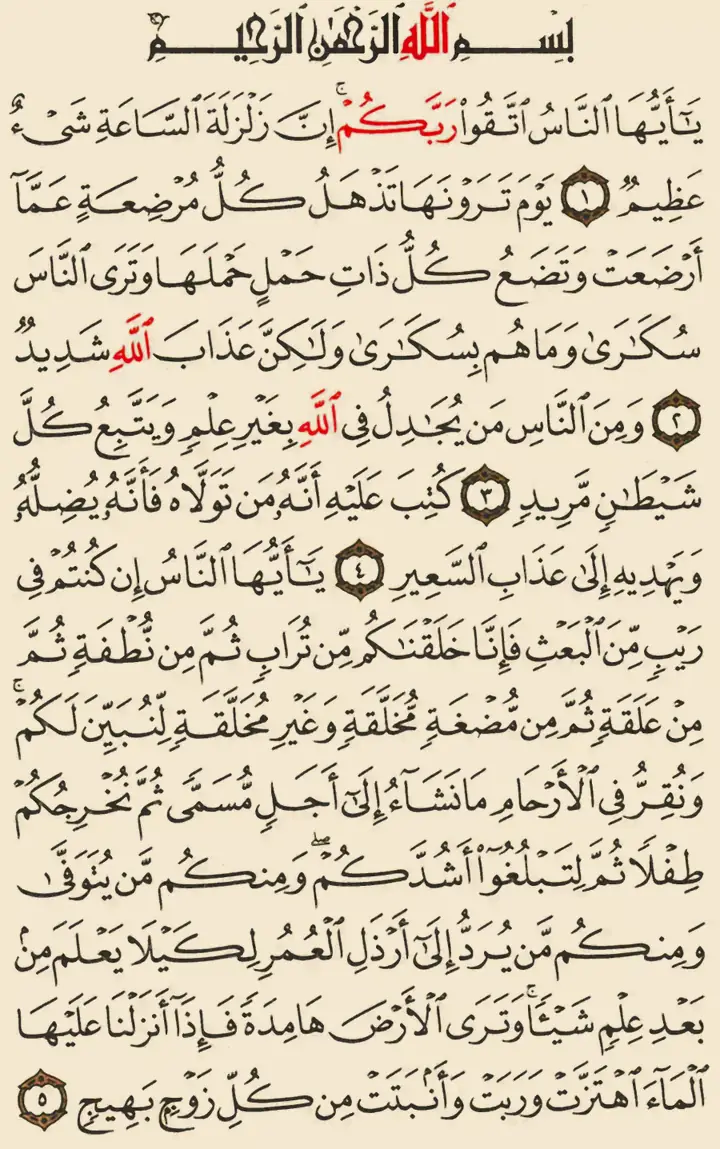 بِسْمِ ٱللَّهِ ٱلرَّحْمَٰنِ ٱلرَّحِيمِ
يَٰٓأَيُّهَا ٱلنَّاسُ ٱتَّقُوا۟ رَبَّكُمْ ۚ إِنَّ زَلْزَلَةَ ٱلسَّاعَةِ شَىْءٌ
عَظِيمٌ ١ يَوْمَ تَرَوْنَهَا تَذْهَلُ كُلُّ مُرْضِعَةٍ عَمَّآ
أَرْضَعَتْ وَتَضَعُ كُلُّ ذَاتِ حَمْلٍ حَمْلَهَا وَتَرَى ٱلنَّاسَ
سُكَٰرَىٰ وَمَا هُم بِسُكَٰرَىٰ وَلَٰكِنَّ عَذَابَ ٱللَّهِ شَدِيدٌ
٢ وَمِنَ ٱلنَّاسِ مَن يُجَٰدِلُ فِى ٱللَّهِ بِغَيْرِ عِلْمٍ وَيَتَّبِعُ كُلَّ
شَيْطَٰنٍ مَّرِيدٍ ٣ كُتِبَ عَلَيْهِ أَنَّهُۥ مَن تَوَلَّاهُ فَأَنَّهُۥ يُضِلُّهُۥ
وَيَهْدِيهِ إِلَىٰ عَذَابِ ٱلسَّعِيرِ ٤ يَٰٓأَيُّهَا ٱلنَّاسُ إِن كُنتُمْ فِى
رَيْبٍ مِّنَ ٱلْبَعْثِ فَإِنَّا خَلَقْنَٰكُم مِّن تُرَابٍ ثُمَّ مِن نُّطْفَةٍ ثُمَّ
مِنْ عَلَقَةٍ ثُمَّ مِن مُّضْغَةٍ مُّخَلَّقَةٍ وَغَيْرِ مُخَلَّقَةٍ لِّنُبَيِّنَ لَكُمْ ۚ
وَنُقِرُّ فِى ٱلْأَرْحَامِ مَا نَشَآءُ إِلَىٰٓ أَجَلٍ مُّسَمًّى ثُمَّ نُخْرِجُكُمْ
طِفْلًا ثُمَّ لِتَبْلُغُوٓا۟ أَشُدَّكُمْ ۖ وَمِنكُم مَّن يُتَوَفَّىٰ
وَمِنكُم مَّن يُرَدُّ إِلَىٰٓ أَرْذَلِ ٱلْعُمُرِ لِكَيْلَا يَعْلَمَ مِنۢ
بَعْدِ عِلْمٍ شَيْـًٔا ۚ وَتَرَى ٱلْأَرْضَ هَامِدَةً فَإِذَآ أَنزَلْنَا عَلَيْهَا
ٱلْمَآءَ ٱهْتَزَّتْ وَرَبَتْ وَأَنۢبَتَتْ مِن كُلِّ زَوْجٍۭ بَهِيجٍ ٥